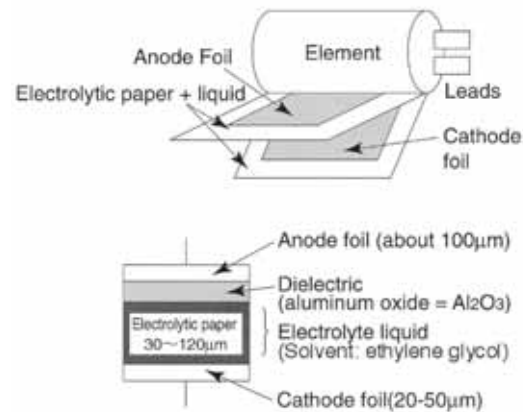 Element
Anode Foil
Electrolytic paper + liquid
Leads
Cathode
foil
Anode foil (about 100μm)
Dielectric
(aluminum oxide = Al2O3)
Electrolytic paper
30～120μm
Electrolyte liquid
(Solvent: ethylene glycol)
Cathode foil(20-50μm)